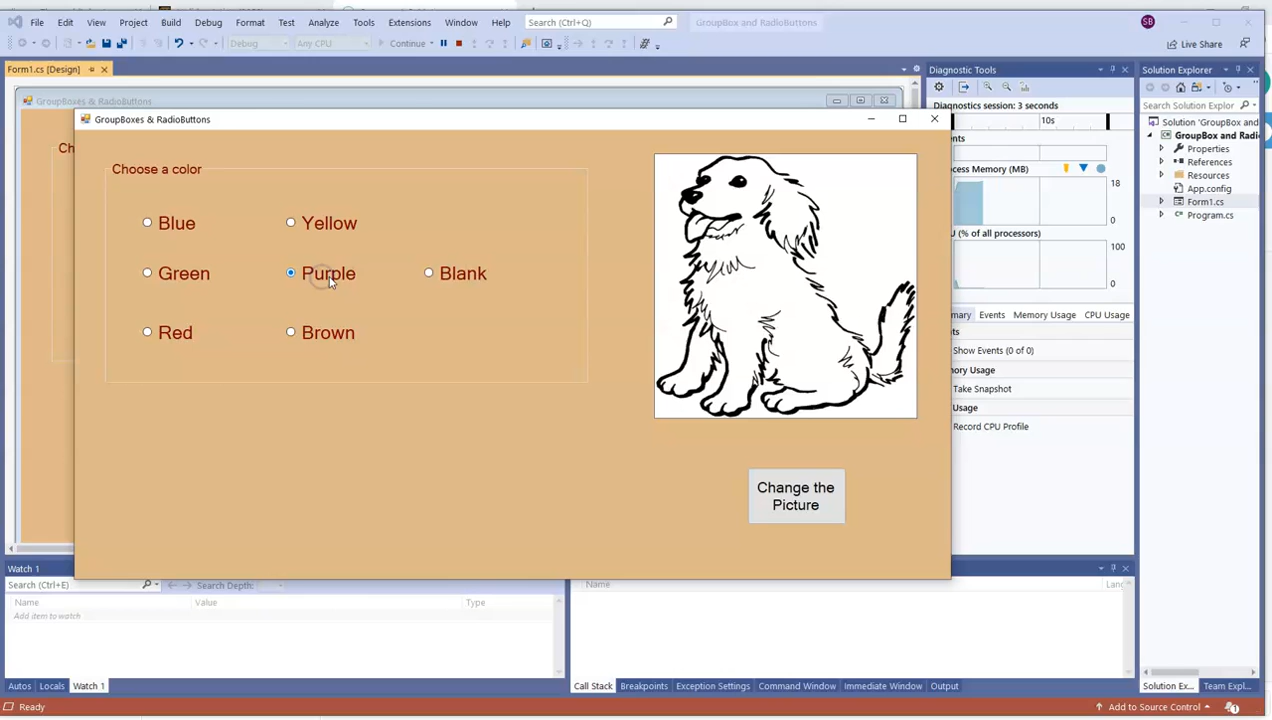 File Edit View Project Build Debug Format Test Analyze Tools Extensions Window Help Search (Ctrl+Q) GroupBox and RadioButtons SB
Debug Any CPU Continue Live Share
Form1.cs [Design]
GroupBoxes & RadioButtons
GroupBoxes & RadioButtons
Choose a color
Blue Yellow
Green Purple Blank
Red Brown
Change the
Picture
Diagnostic Tools
Diagnostics session: 3 seconds
10s
18
0
100
0
Events Memory Usage CPU Usage
Show Events (0 of 0)
Take Snapshot
Record CPU Profile
Solution Explorer
Search Solution Explor
Solution 'GroupBox and
GroupBox and Radi
Properties
References
Resources
App.config
Form1.cs
Program.cs
Watch 1
Search (Ctrl+E) Search Depth:
Name Value Type
Add item to watch
Name
Autos Locals Watch 1
Call Stack Breakpoints Exception Settings Command Window Immediate Window Output
Solution Ex... Team Expl...
Ready Add to Source Control